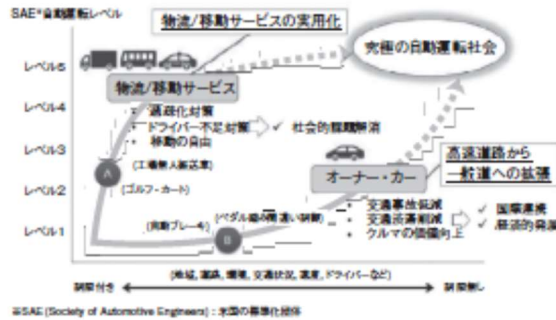 SAE*自動運転レベル
物流/移動サービスの実用化
究極の自動運転社会
レベル5
物流/移動サービス
レベル4
• 過疎化対策
• ドライバー不足対策
✓ 社会的課題解消
• 移動の自由
レベル3
高速道路から
一般道への拡張
A
(工場無人搬送車)
オーナー・カー
レベル2
(ゴルフ・カート)
• 交通事故低減
✓ 国際連携
(ペダル踏み間違い制御)
• 交通渋滞削減
(自動ブレーキ)
✓ 経済的発展
レベル1
B
• クルマの価値向上
(地域, 道路, 環境, 交通状況, 速度, ドライバーなど)
制限付き
制限無し
※SAE (Society of Automotive Engineers) : 米国の標準化団体